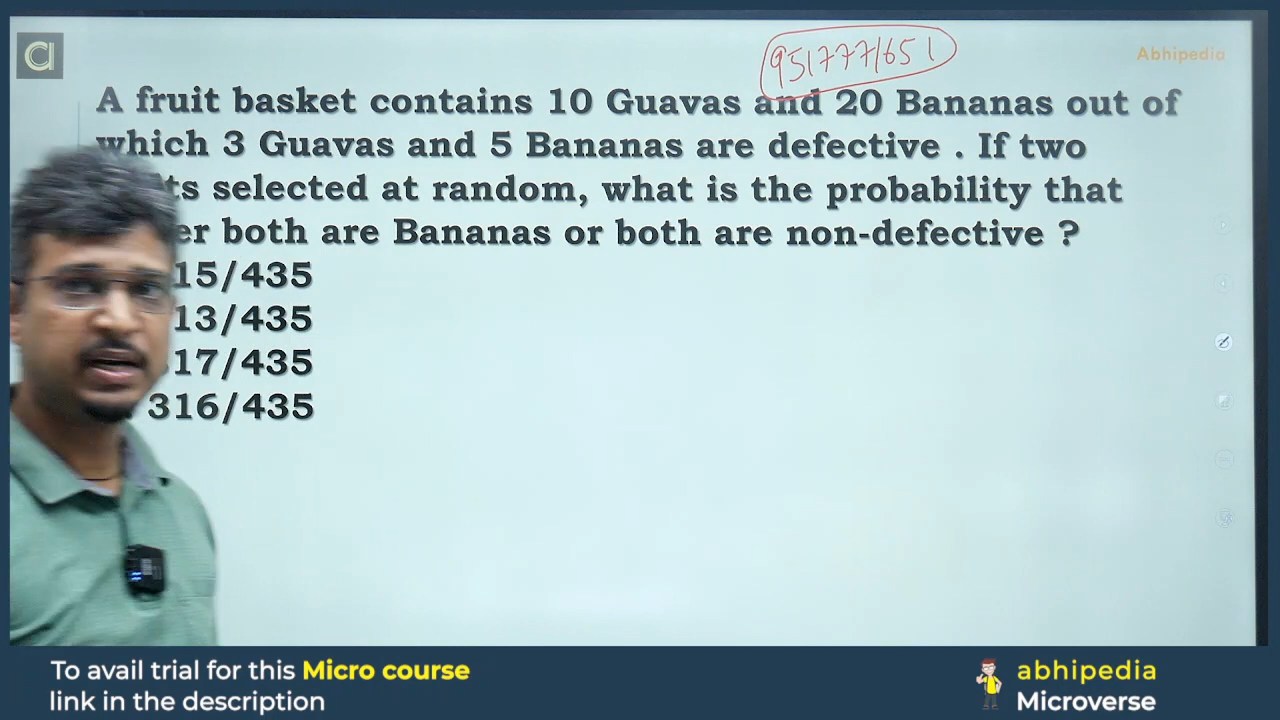 9517771651
Abhipedia
A fruit basket contains 10 Guavas and 20 Bananas out of
which 3 Guavas and 5 Bananas are defective . If two
selected at random, what is the probability that
both are Bananas or both are non-defective ?
15/435
13/435
17/435
316/435
To avail trial for this Micro course
link in the description
abhipedia
Microverse